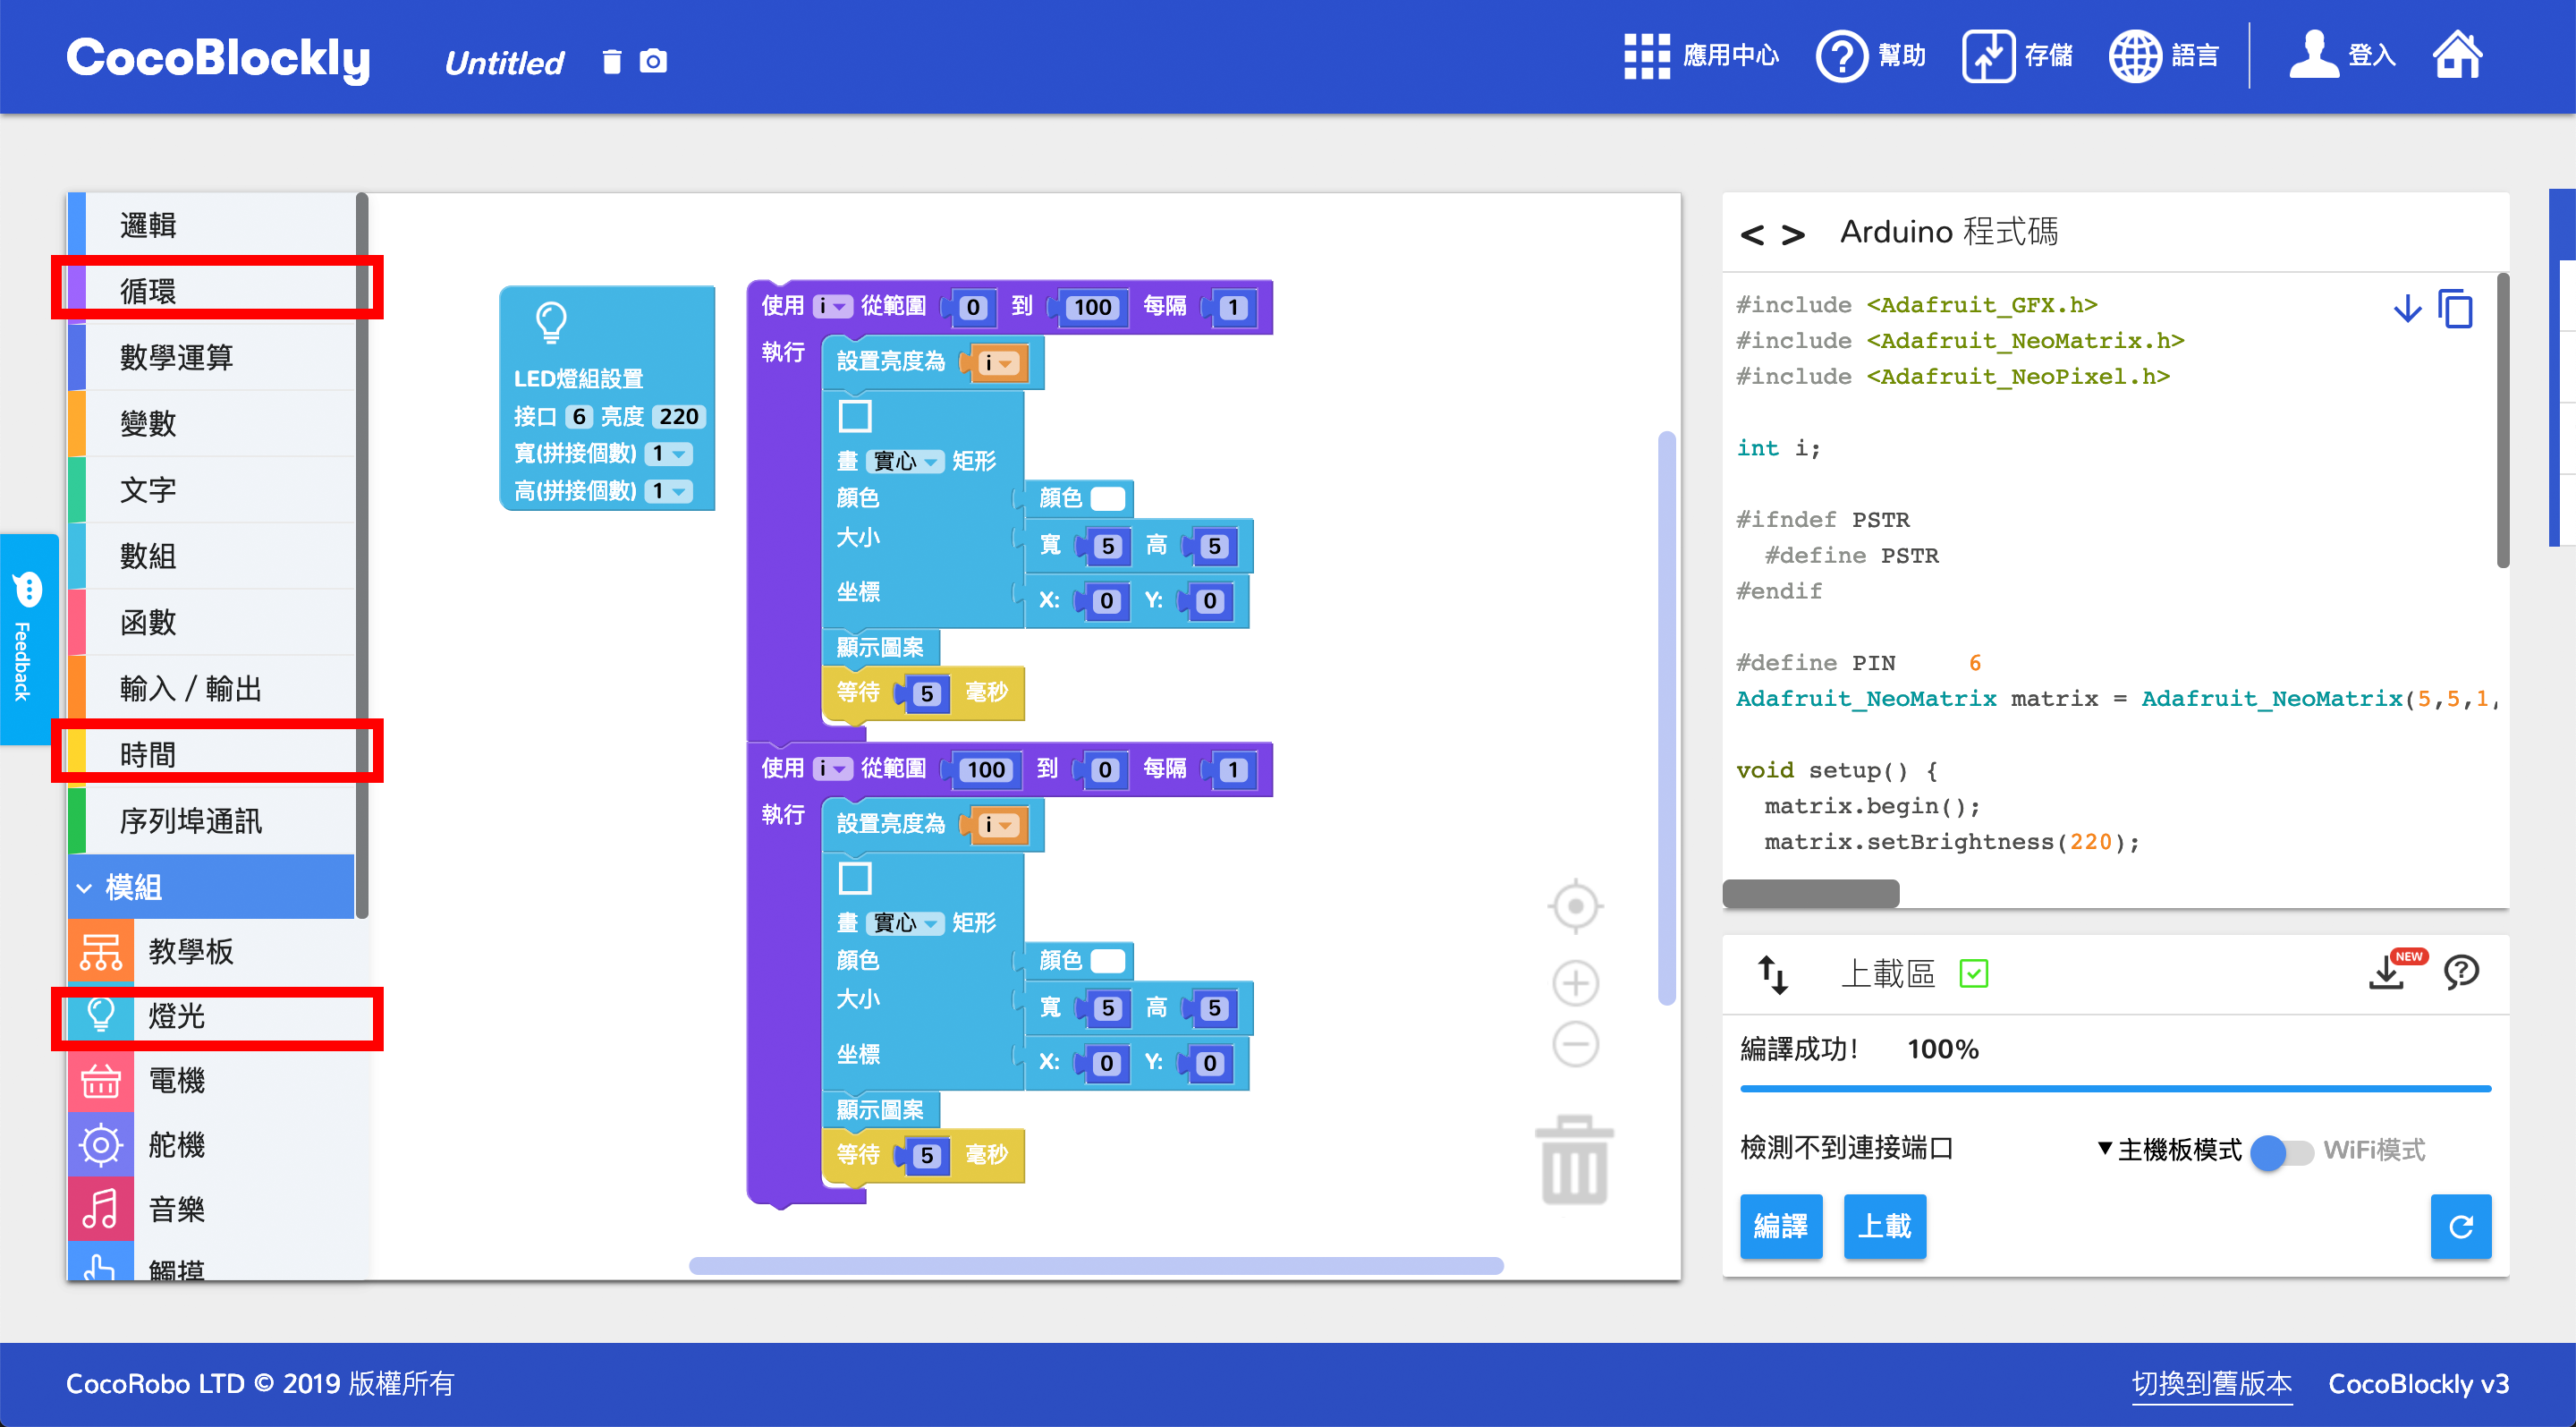 CocoBlockly
Untitled
應用中心
幫助
存儲
語言
登入
邏輯
循環
數學運算
變數
文字
數組
函數
輸入 / 輸出
時間
序列埠通訊
模組
教學板
燈光
電機
舵機
音樂
觸摸
Feedback
LED燈組設置
接口 6 亮度 220
寬(拼接個數) 1
高(拼接個數) 1
使用 i 從範圍 0 到 100 每隔 1
執行
設置亮度為 i
畫 實心 矩形
顏色 顏色
大小 寬 5 高 5
坐標 X: 0 Y: 0
顯示圖案
等待 5 毫秒
使用 i 從範圍 100 到 0 每隔 1
執行
設置亮度為 i
畫 實心 矩形
顏色 顏色
大小 寬 5 高 5
坐標 X: 0 Y: 0
顯示圖案
等待 5 毫秒
< > Arduino 程式碼
#include <Adafruit_GFX.h>
#include <Adafruit_NeoMatrix.h>
#include <Adafruit_NeoPixel.h>
int i;
#ifndef PSTR
#define PSTR
#endif
#define PIN 6
Adafruit_NeoMatrix matrix = Adafruit_NeoMatrix(5,5,1,
void setup() {
matrix.begin();
matrix.setBrightness(220);
上載區
NEW
編譯成功! 100%
檢測不到連接端口
▼主機板模式
WiFi模式
編譯
上載
CocoRobo LTD © 2019 版權所有
切換到舊版本
CocoBlockly v3